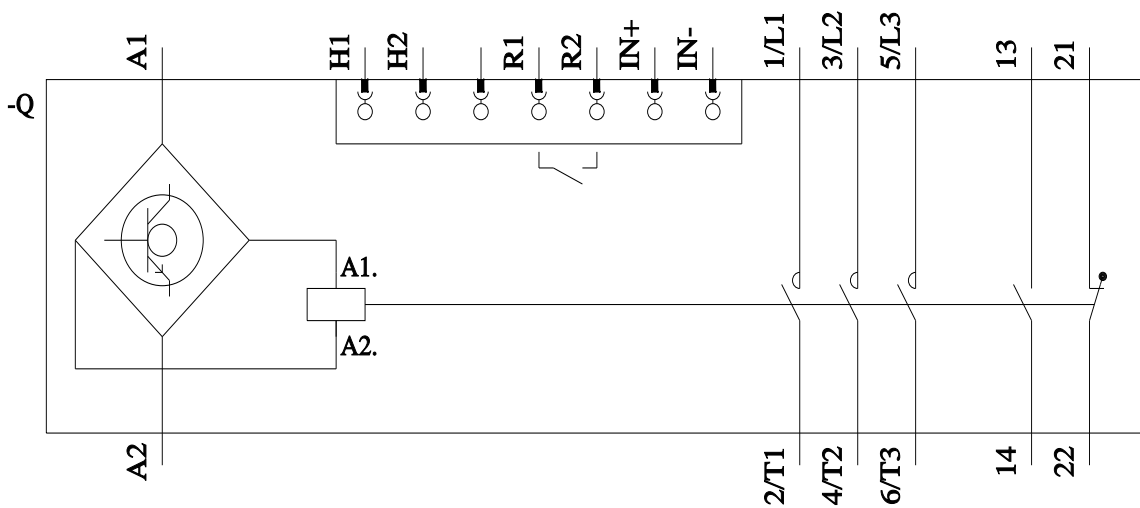 A1
H1
H2
R1
R2
IN+
IN-
1/L1
3/L2
5/L3
13
21
-Q
A1.
A2.
A2
2/T1
4/T2
6/T3
14
22